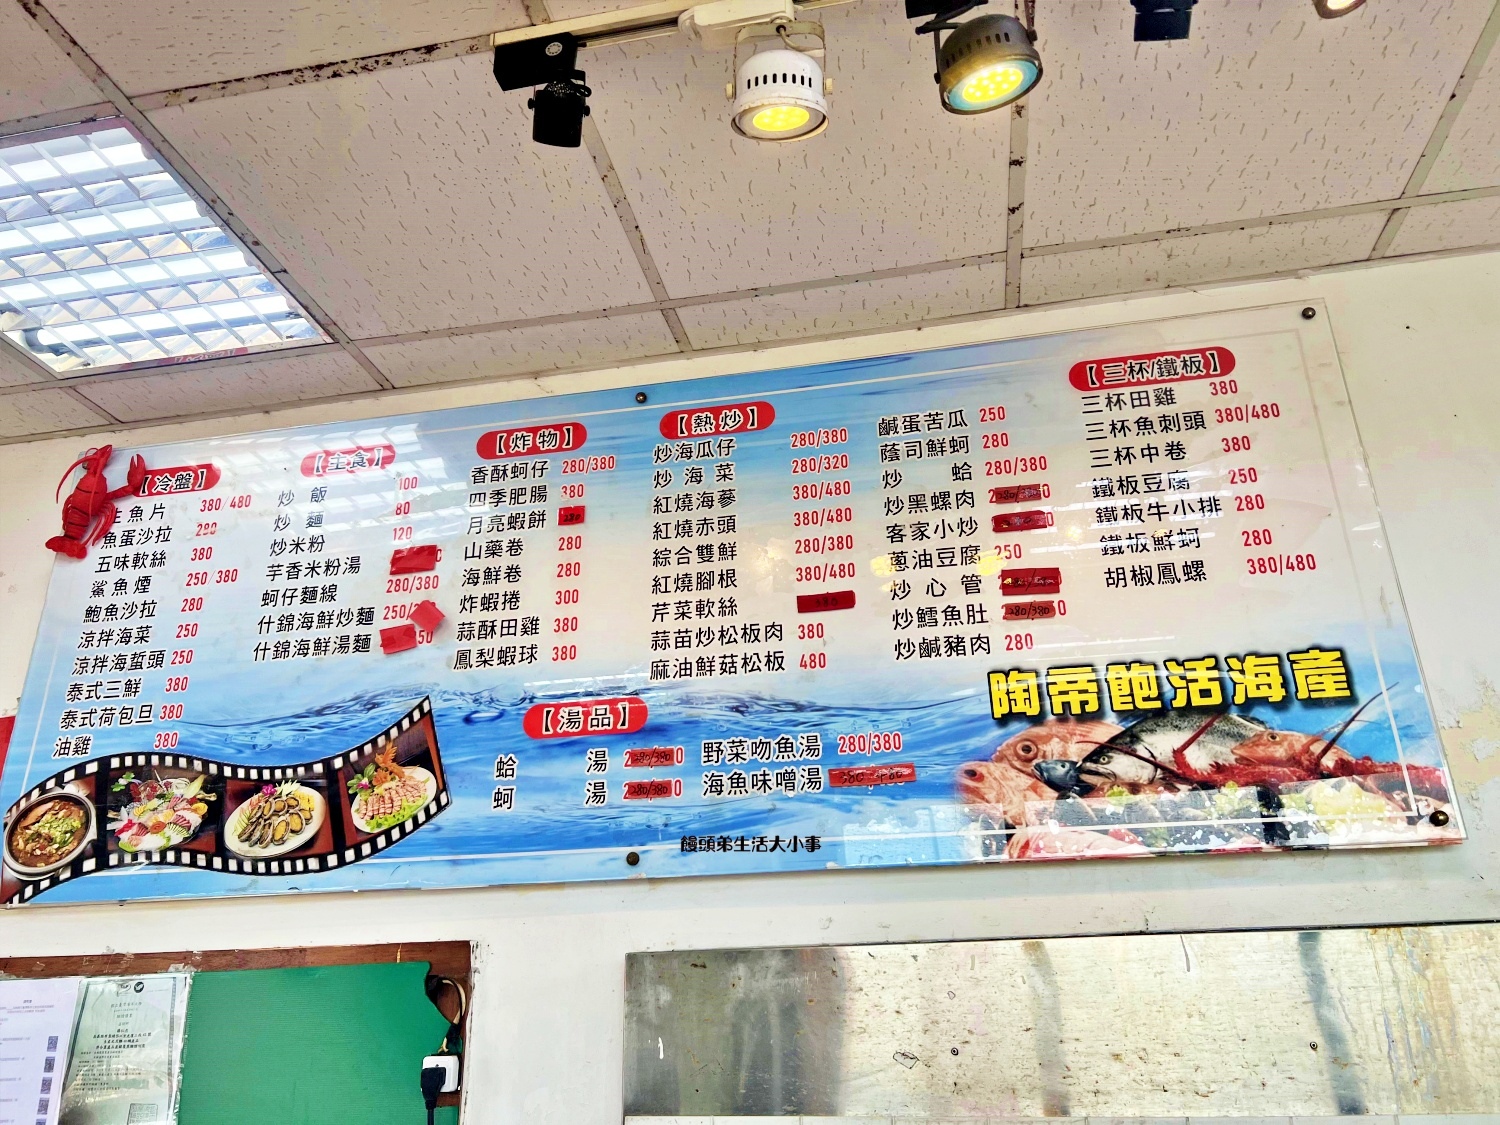 【冷盤】
生魚片 380/480
魚蛋沙拉 280
五味軟絲 380
鯊魚煙 250/380
鮑魚沙拉 280
涼拌海菜 250
涼拌海蜇頭 250
泰式三鮮 380
泰式荷包旦 380
油雞 380
【主食】
炒飯 100
炒麵 80
炒米粉 120
芋香米粉湯
蚵仔麵線 280/380
什錦海鮮炒麵 250/
什錦海鮮湯麵
【炸物】
香酥蚵仔 280/380
四季肥腸 380
月亮蝦餅 280
山藥卷 280
海鮮卷 280
炸蝦捲 300
蒜酥田雞 380
鳳梨蝦球 380
【熱炒】
炒海瓜仔 280/380
炒海菜 280/320
紅燒海蔘 380/480
紅燒赤頭 380/480
綜合雙鮮 280/380
紅燒腳根 380/480
芹菜軟絲 380
蒜苗炒松板肉 380
麻油鮮菇松板 480
鹹蛋苦瓜 250
蔭司鮮蚵 280
炒蛤 280/380
炒黑螺肉 280/380
客家小炒
蔥油豆腐 250
炒心管
炒鱈魚肚 280/380
炒鹹豬肉 280
【三杯/鐵板】
三杯田雞 380
三杯魚刺頭 380/480
三杯中卷 380
鐵板豆腐 250
鐵板牛小排 280
鐵板鮮蚵 280
胡椒鳳螺 380/480
【湯品】
蛤湯 280/380
蚵湯 280/380
野菜吻魚湯 280/380
海魚味噌湯 380/480
陶帝飽活海產
饅頭弟生活大小事